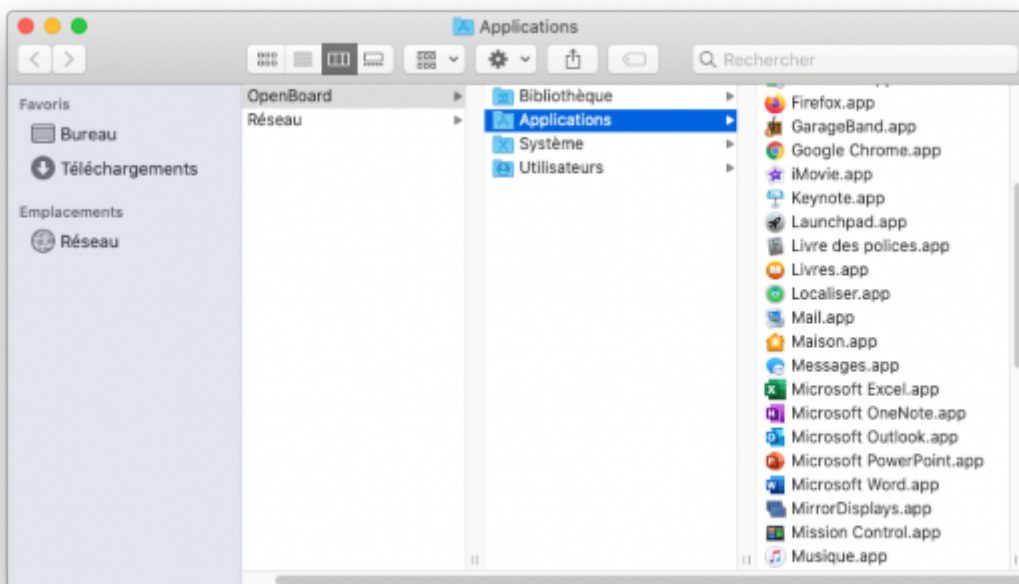 Applications
Rechercher
Favoris
Bureau
Téléchargements
Emplacements
Réseau
OpenBoard
Réseau
Bibliothèque
Applications
Système
Utilisateurs
Firefox.app
GarageBand.app
Google Chrome.app
iMovie.app
Keynote.app
Launchpad.app
Livre des polices.app
Livres.app
Localiser.app
Mail.app
Maison.app
Messages.app
Microsoft Excel.app
Microsoft OneNote.app
Microsoft Outlook.app
Microsoft PowerPoint.app
Microsoft Word.app
MirrorDisplays.app
Mission Control.app
Musique.app